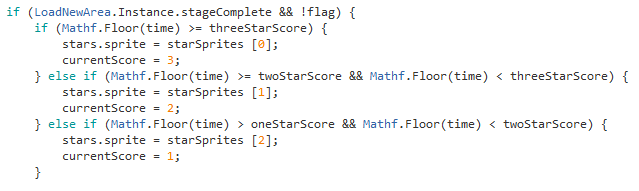 if (LoadNewArea.Instance.stageComplete && !flag) {
    if (Mathf.Floor(time) >= threeStarScore) {
        stars.sprite = starSprites [0];
        currentScore = 3;
    } else if (Mathf.Floor(time) >= twoStarScore && Mathf.Floor(time) < threeStarScore) {
        stars.sprite = starSprites [1];
        currentScore = 2;
    } else if (Mathf.Floor(time) > oneStarScore && Mathf.Floor(time) < twoStarScore) {
        stars.sprite = starSprites [2];
        currentScore = 1;
    }